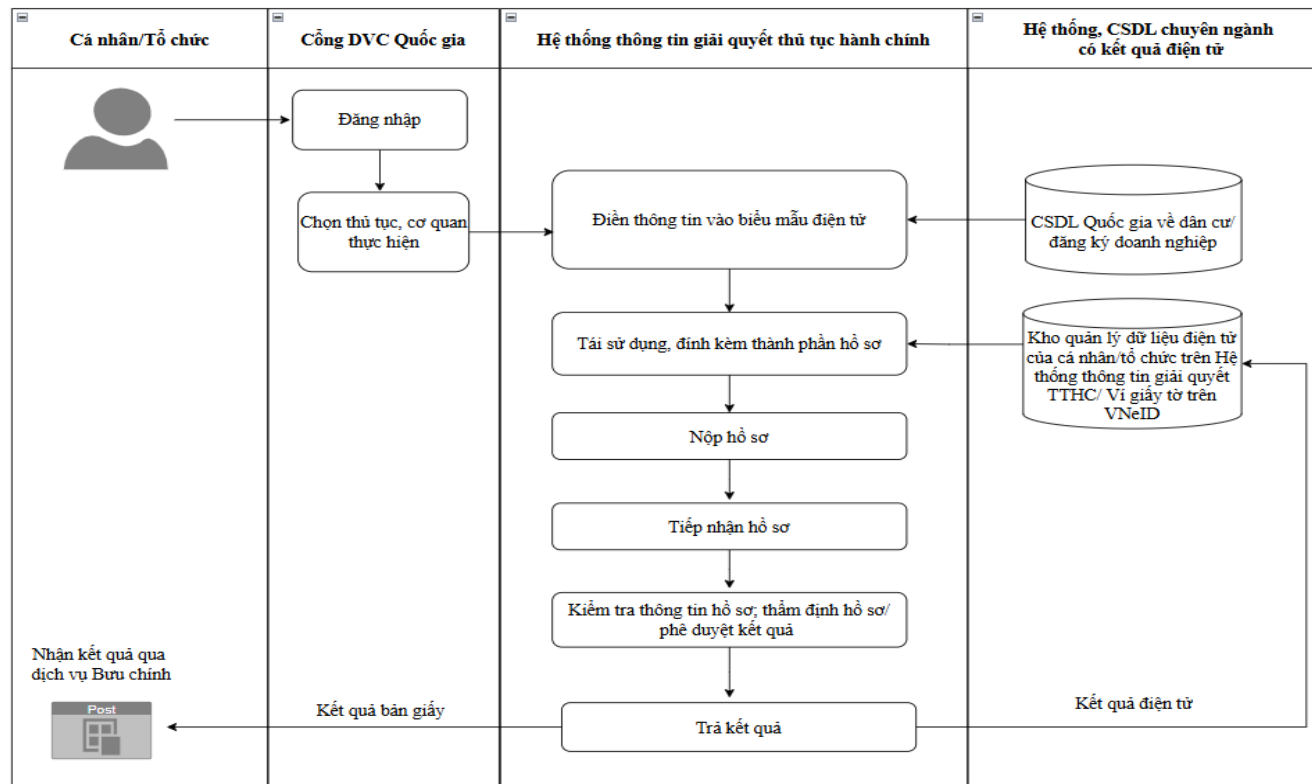 Cá nhân/Tổ chức
Cổng DVC Quốc gia
Hệ thống thông tin giải quyết thủ tục hành chính
Hệ thống, CSDL chuyên ngành
có kết quả điện tử
Đăng nhập
Chọn thủ tục, cơ quan
thực hiện
Điền thông tin vào biểu mẫu điện tử
CSDL Quốc gia về dân cư/
đăng ký doanh nghiệp
Tái sử dụng, đính kèm thành phần hồ sơ
Kho quản lý dữ liệu điện tử
của cá nhân/tổ chức trên Hệ
thống thông tin giải quyết
TTHC/ Ví giấy tờ trên
VNeID
Nộp hồ sơ
Tiếp nhận hồ sơ
Kiểm tra thông tin hồ sơ; thẩm định hồ sơ/
phê duyệt kết quả
Nhận kết quả qua
dịch vụ Bưu chính
Post
Kết quả bản giấy
Trả kết quả
Kết quả điện tử